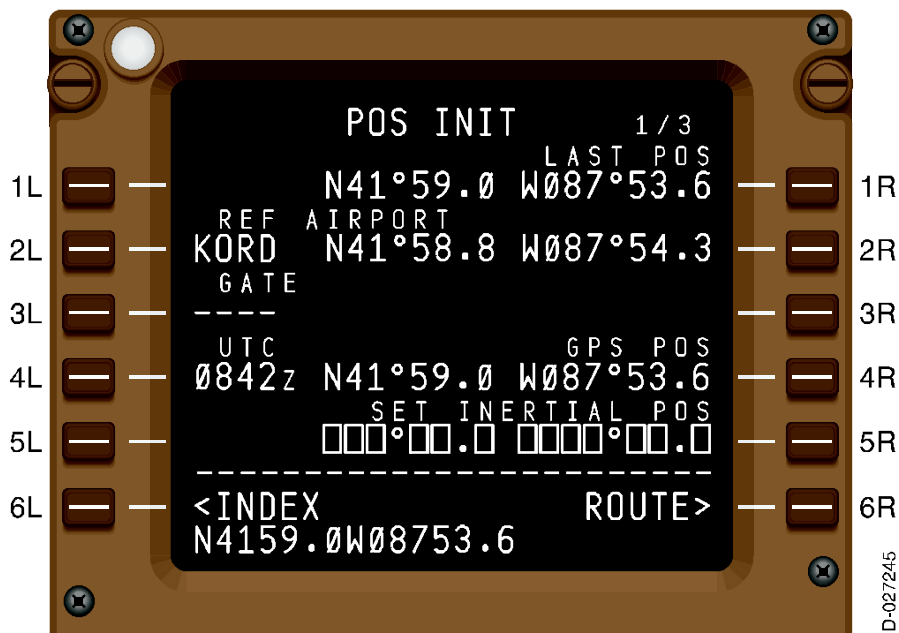 POS INIT 1/3
LAST POS
1L N41°59.0 W087°53.6 1R
REF AIRPORT
2L KORD N41°58.8 W087°54.3 2R
GATE
3L ---- 3R
UTC GPS POS
4L 0842z N41°59.0 W087°53.6 4R
SET INERTIAL POS
5L □□□°□□.□ □□□□°□□.□ 5R
--------------------------
6L <INDEX ROUTE> 6R
N4159.0W08753.6
D-027245